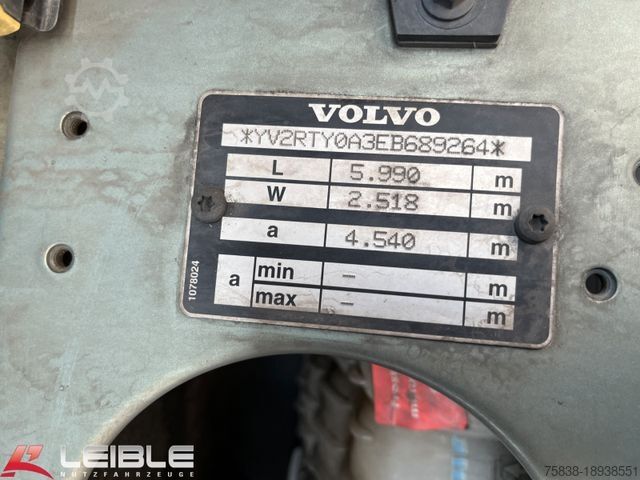 VOLVO
*YV2RTY0A3EB689264*
L 5.990 m
W 2.518 m
a 4.540 m
a min – m
max – m
1078024
LEIBLE
NUTZFAHRZEUGE
75838-18938551